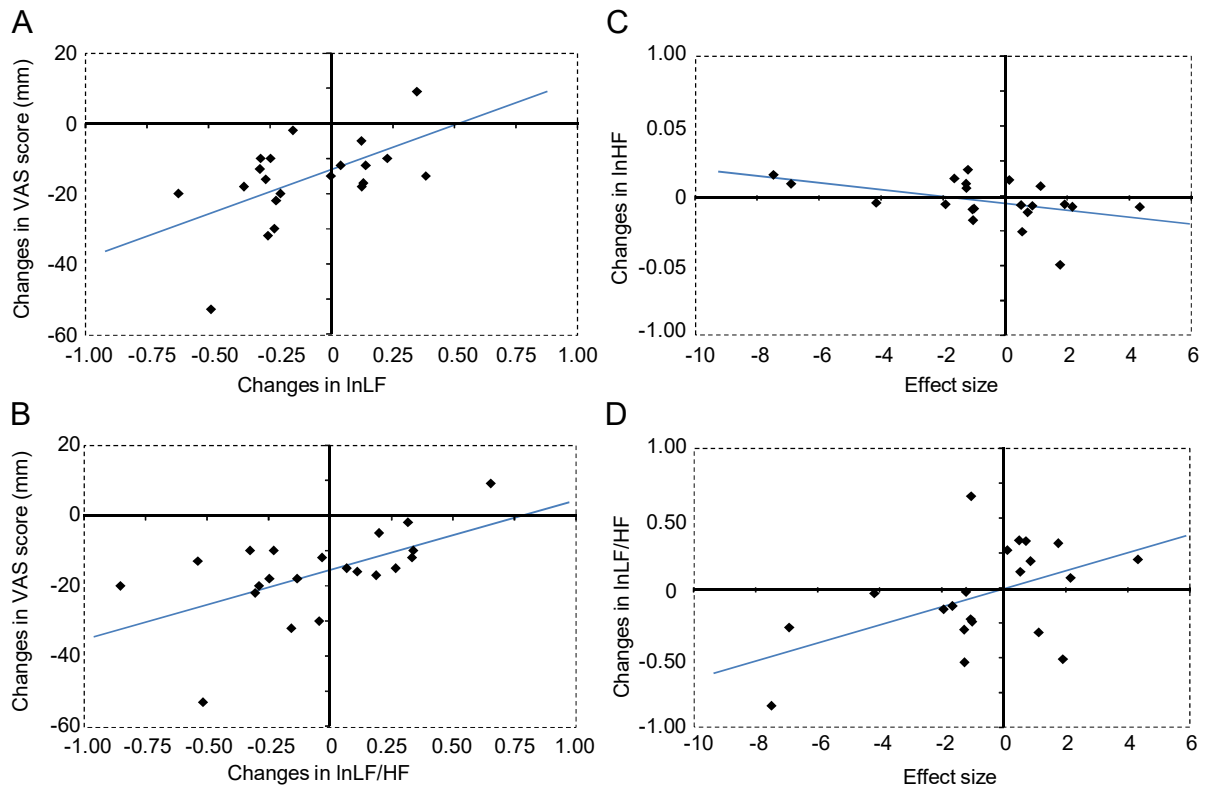 A
Changes in VAS score (mm)
20
0
-20
-40
-60
-1.00 -0.75 -0.50 -0.25 0 0.25 0.50 0.75 1.00
Changes in lnLF
B
Changes in VAS score (mm)
20
0
-20
-40
-60
-1.00 -0.75 -0.50 -0.25 0 0.25 0.50 0.75 1.00
Changes in lnLF/HF
C
Changes in lnHF
1.00
0.05
0
-0.05
-1.00
-10 -8 -6 -4 -2 0 2 4 6
Effect size
D
Changes in lnLF/HF
1.00
0.50
0
-0.50
-1.00
-10 -8 -6 -4 -2 0 2 4 6
Effect size